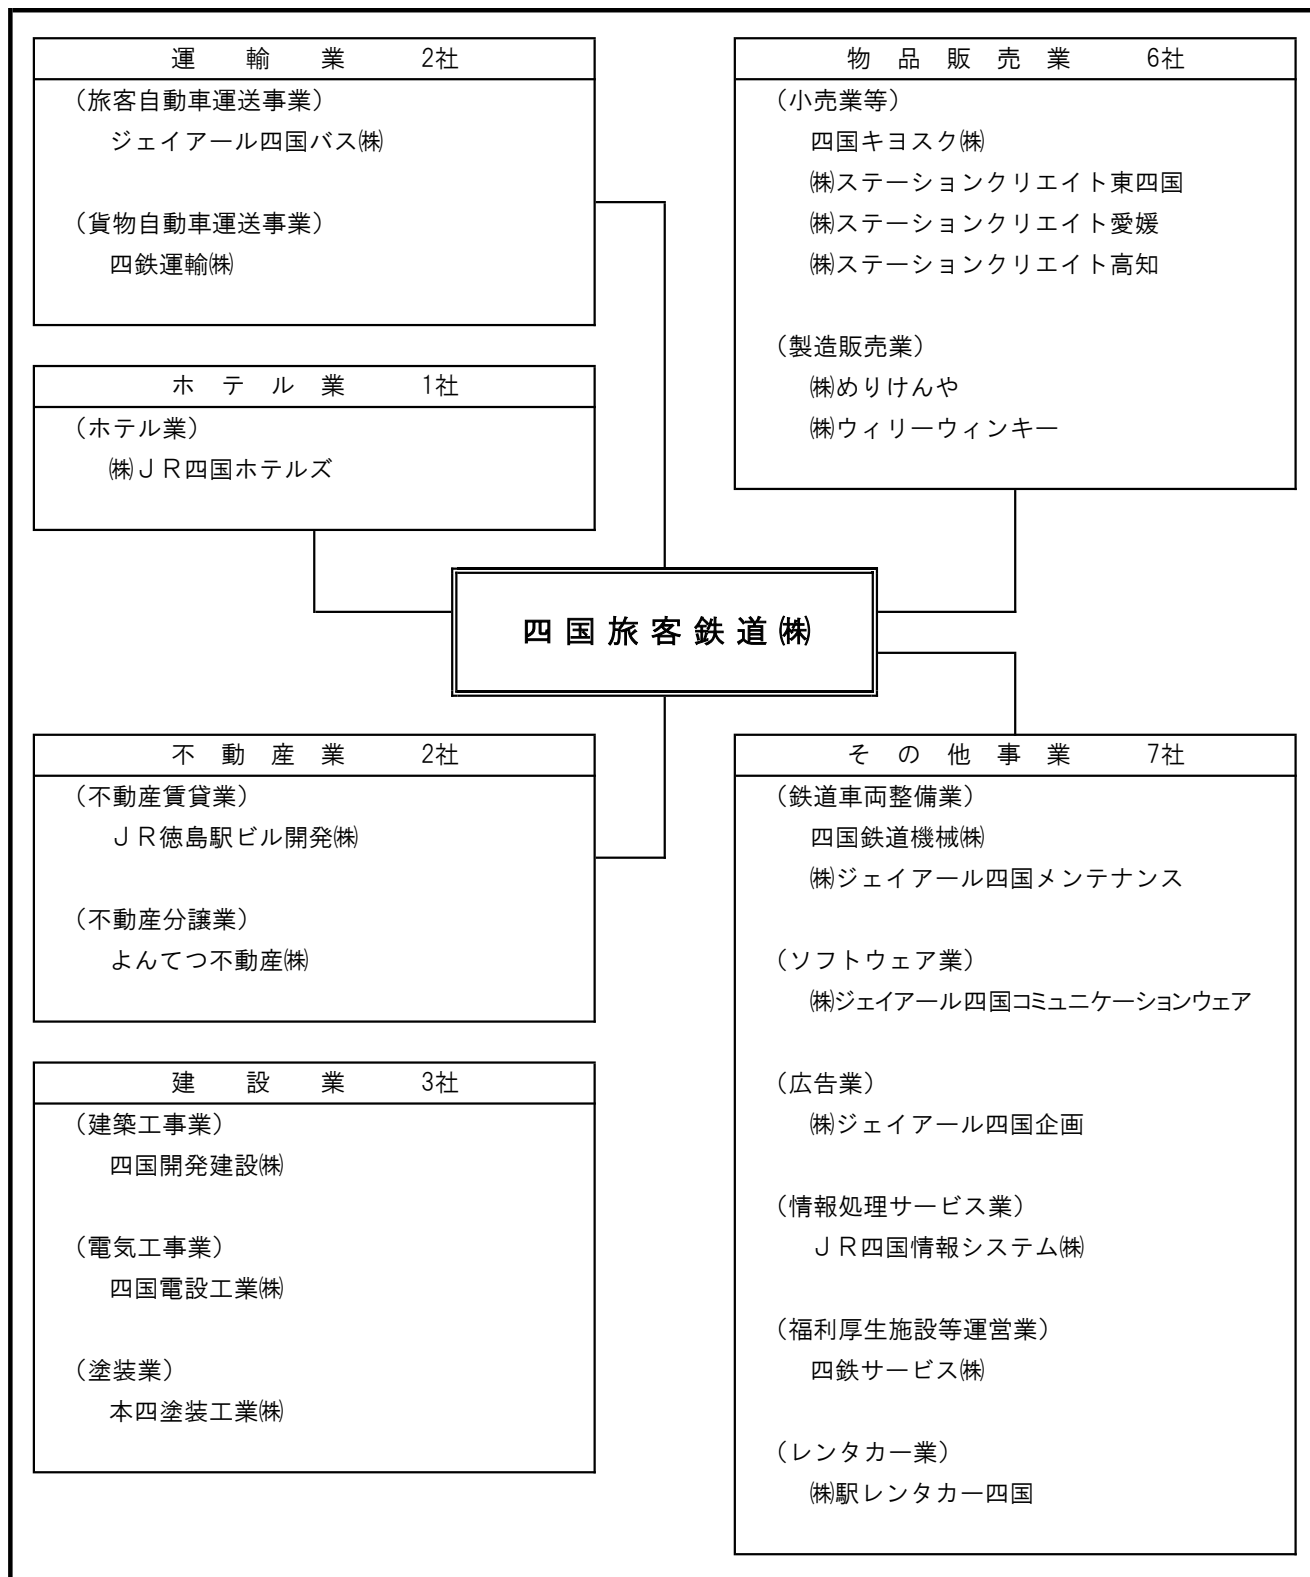 運輸業 2社
（旅客自動車運送事業）
ジェイアール四国バス㈱
（貨物自動車運送事業）
四鉄運輸㈱
ホテル業 1社
（ホテル業）
㈱ＪＲ四国ホテルズ
物品販売業 6社
（小売業等）
四国キヨスク㈱
㈱ステーションクリエイト東四国
㈱ステーションクリエイト愛媛
㈱ステーションクリエイト高知
（製造販売業）
㈱めりけんや
㈱ウィリーウィンキー
四国旅客鉄道㈱
不動産業 2社
（不動産賃貸業）
ＪＲ徳島駅ビル開発㈱
（不動産分譲業）
よんてつ不動産㈱
建設業 3社
（建築工事業）
四国開発建設㈱
（電気工事業）
四国電設工業㈱
（塗装業）
本四塗装工業㈱
その他事業 7社
（鉄道車両整備業）
四国鉄道機械㈱
㈱ジェイアール四国メンテナンス
（ソフトウェア業）
㈱ジェイアール四国コミュニケーションウェア
（広告業）
㈱ジェイアール四国企画
（情報処理サービス業）
ＪＲ四国情報システム㈱
（福利厚生施設等運営業）
四鉄サービス㈱
（レンタカー業）
㈱駅レンタカー四国